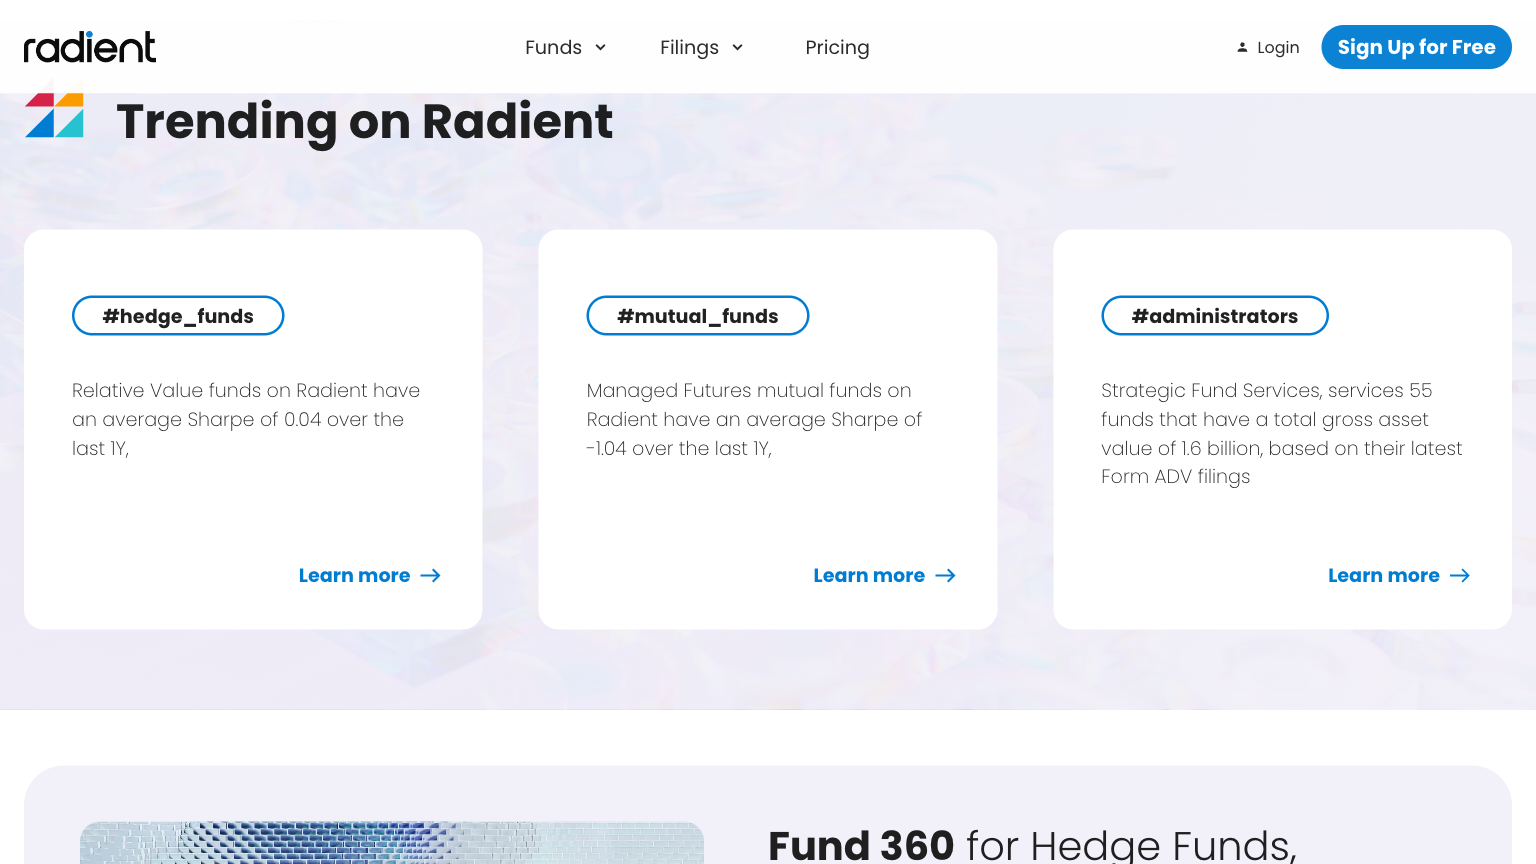 radient
Funds
Filings
Pricing
Login
Sign Up for Free
Trending on Radient
#hedge_funds
Relative Value funds on Radient have
an average Sharpe of 0.04 over the
last 1Y,
Learn more
#mutual_funds
Managed Futures mutual funds on
Radient have an average Sharpe of
-1.04 over the last 1Y,
Learn more
#administrators
Strategic Fund Services, services 55
funds that have a total gross asset
value of 1.6 billion, based on their latest
Form ADV filings
Learn more
Fund 360 for Hedge Funds,